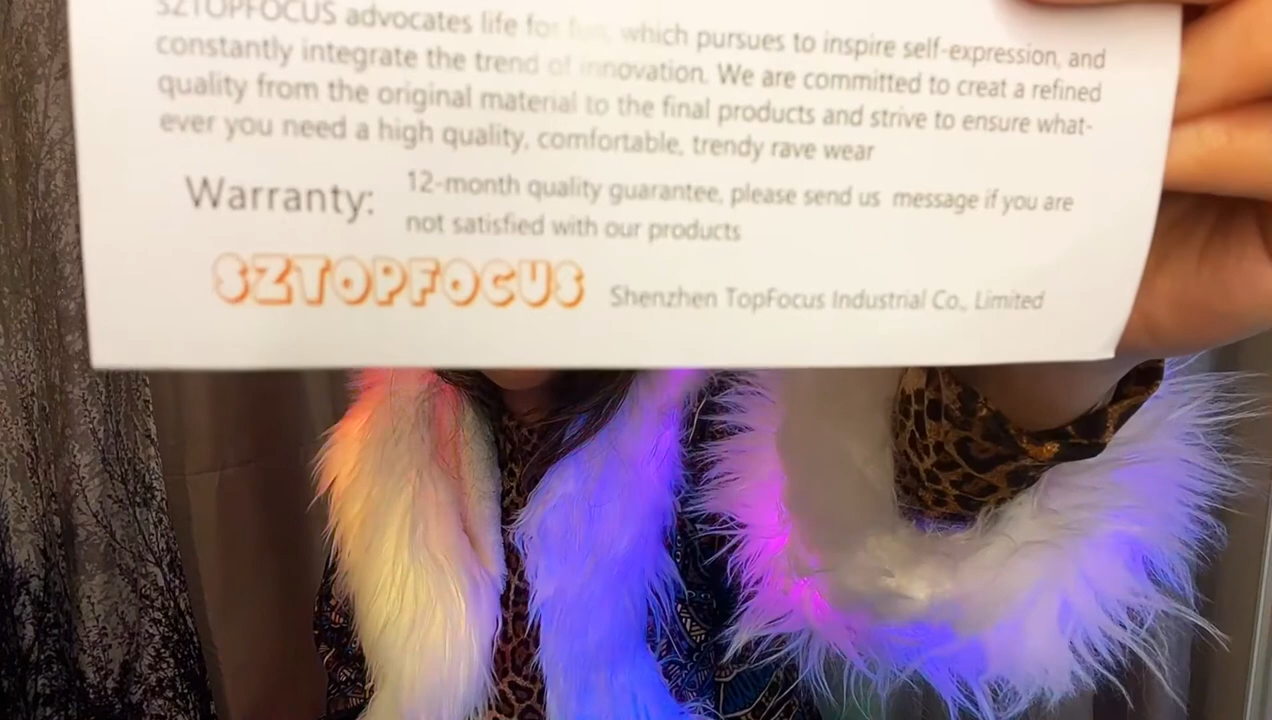 SZTOPFOCUS advocates life for fun, which pursues to inspire self-expression, and
constantly integrate the trend of innovation. We are committed to creat a refined
quality from the original material to the final products and strive to ensure what-
ever you need a high quality, comfortable, trendy rave wear
Warranty: 12-month quality guarantee, please send us message if you are
not satisfied with our products
SZTOPFOCUS Shenzhen TopFocus Industrial Co., Limited